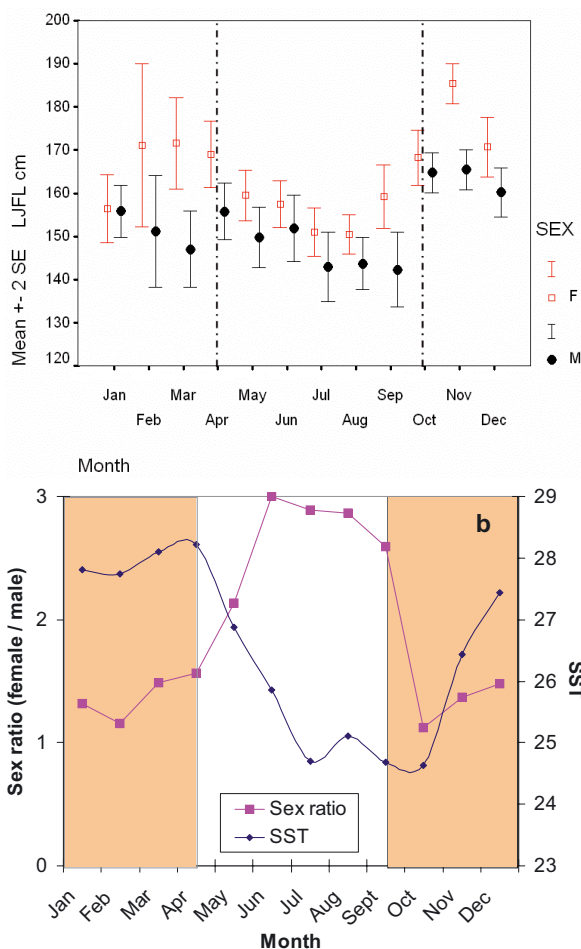 200
190
180
170
160
150
140
130
120
Mean +- 2 SE LJFL cm
SEX
F
M
Jan Mar May Jul Sep Nov
Feb Apr Jun Aug Oct Dec
Month
b
3
2
1
0
Sex ratio (female / male)
29
28
27
26
25
24
23
SST
Sex ratio
SST
Jan Feb Mar Apr May Jun Jul Aug Sept Oct Nov Dec
Month